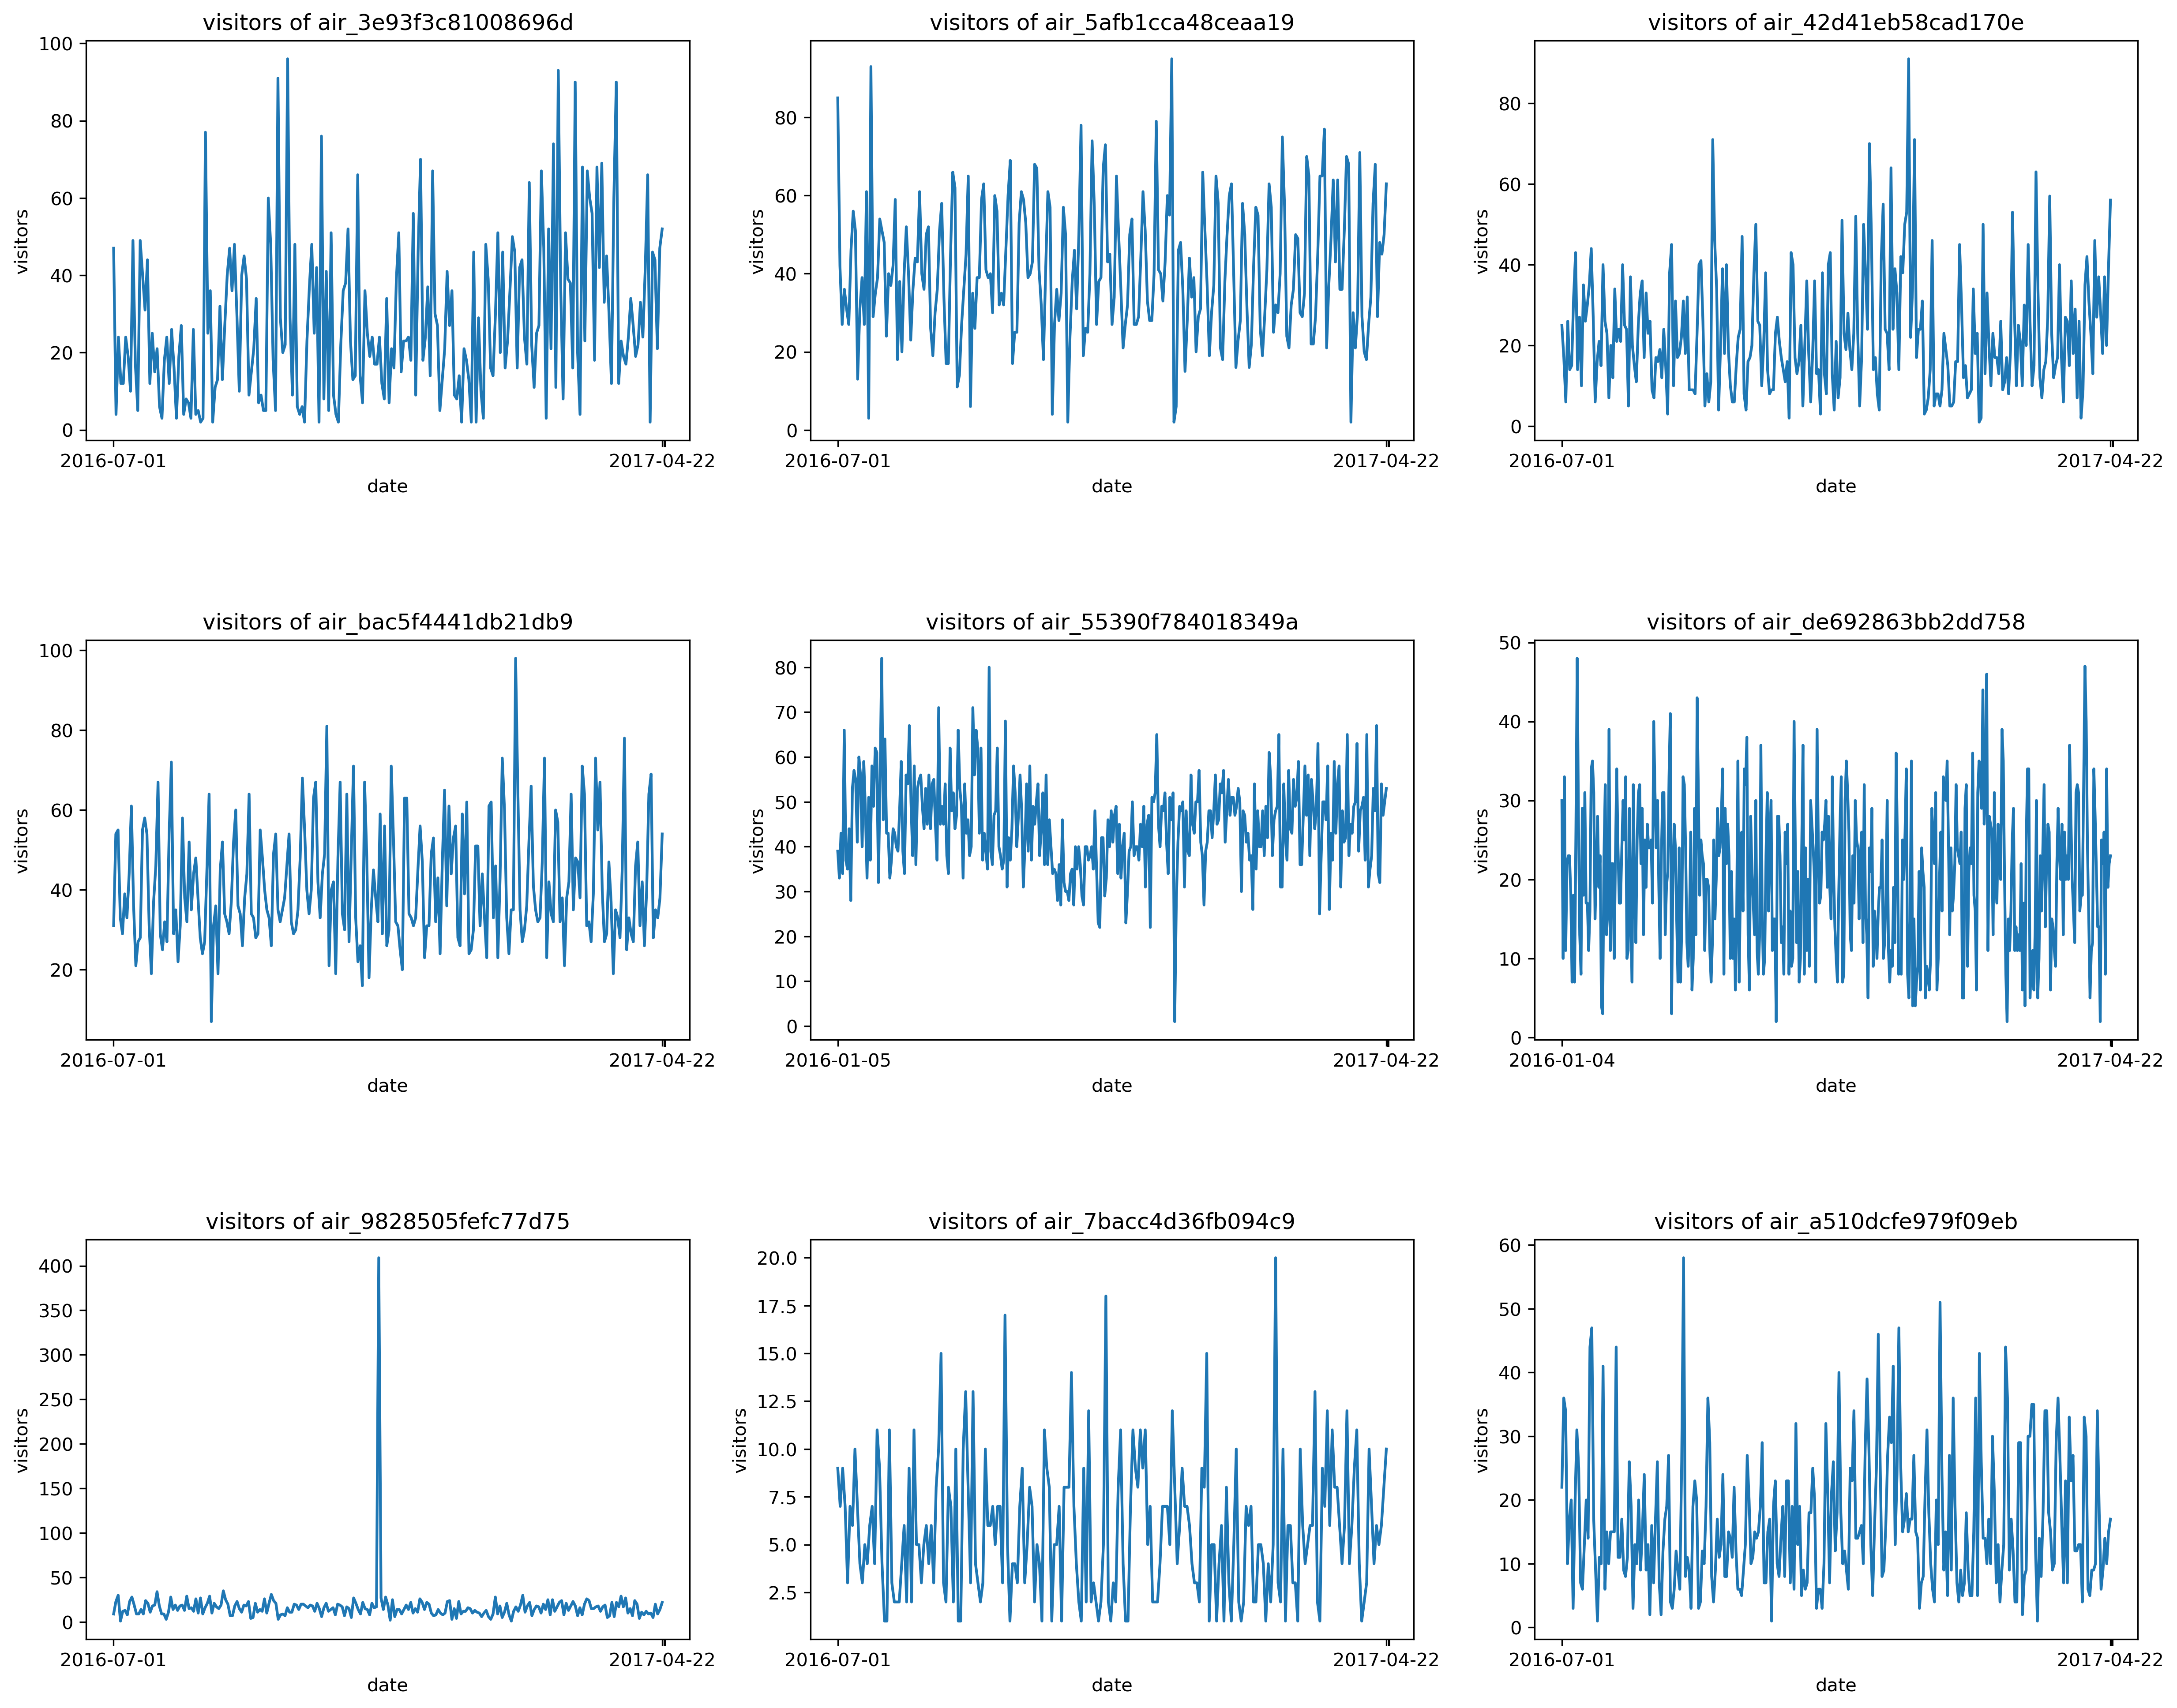 visitors of air_3e93f3c81008696d
100
80
60
40
20
0
visitors
2016-07-01
2017-04-22
date
visitors of air_5afb1cca48ceaa19
80
60
40
20
0
visitors
2016-07-01
2017-04-22
date
visitors of air_42d41eb58cad170e
80
60
40
20
0
visitors
2016-07-01
2017-04-22
date
visitors of air_bac5f4441db21db9
100
80
60
40
20
visitors
2016-07-01
2017-04-22
date
visitors of air_55390f784018349a
80
70
60
50
40
30
20
10
0
visitors
2016-01-05
2017-04-22
date
visitors of air_de692863bb2dd758
50
40
30
20
10
0
visitors
2016-01-04
2017-04-22
date
visitors of air_9828505fefc77d75
400
350
300
250
200
150
100
50
0
visitors
2016-07-01
2017-04-22
date
visitors of air_7bacc4d36fb094c9
20.0
17.5
15.0
12.5
10.0
7.5
5.0
2.5
visitors
2016-07-01
2017-04-22
date
visitors of air_a510dcfe979f09eb
60
50
40
30
20
10
0
visitors
2016-07-01
2017-04-22
date